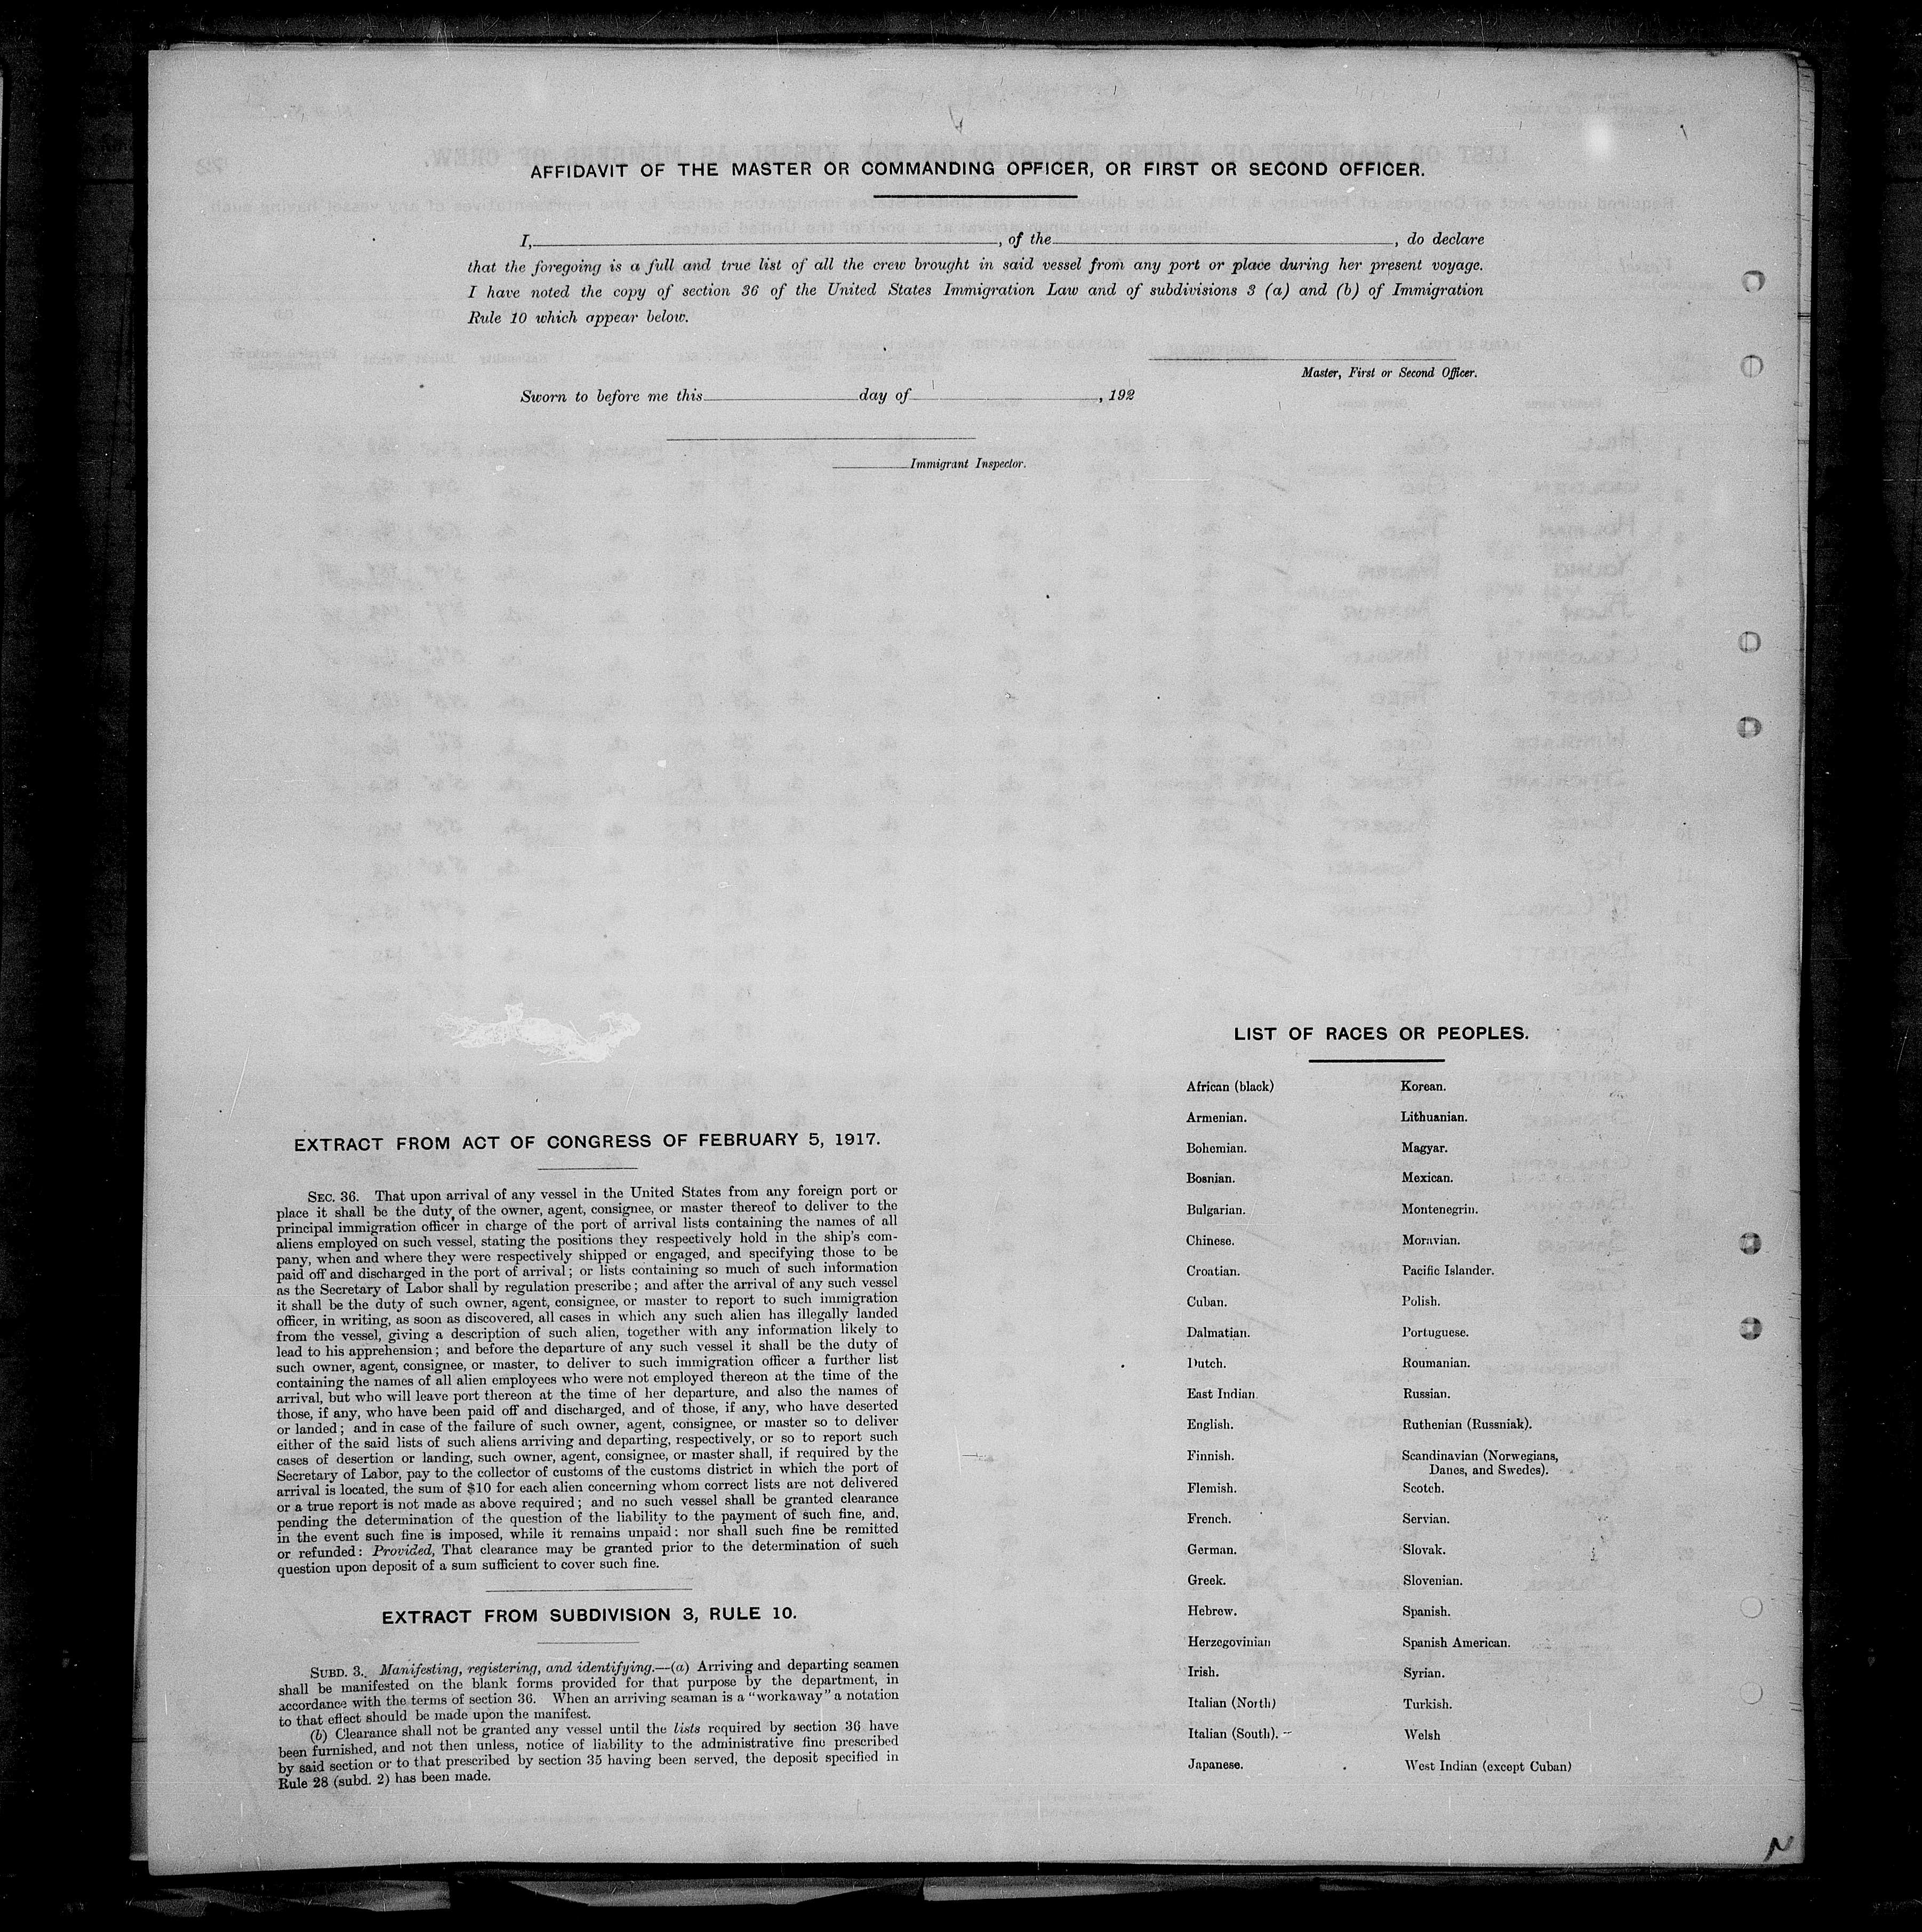 AFFIDAVIT OF THE MASTER OR COMMANDING OFFICER, OR FIRST OR SECOND OFFICER.
I, , of the , do declare
that the foregoing is a full and true list of all the crew brought in said vessel from any port or place during her present voyage.
I have noted the copy of section 36 of the United States Immigration Law and of subdivisions 3 (a) and (b) of Immigration
Rule 10 which appear below.
Master, First or Second Officer.
Sworn to before me this day of , 192
Immigrant Inspector.
EXTRACT FROM ACT OF CONGRESS OF FEBRUARY 5, 1917.
SEC. 36. That upon arrival of any vessel in the United States from any foreign port or
place it shall be the duty of the owner, agent, consignee, or master thereof to deliver to the
principal immigration officer in charge of the port of arrival lists containing the names of all
aliens employed on such vessel, stating the positions they respectively hold in the ship's com-
pany, when and where they were respectively shipped or engaged, and specifying those to be
paid off and discharged in the port of arrival; or lists containing so much of such information
as the Secretary of Labor shall by regulation prescribe; and after the arrival of any such vessel
it shall be the duty of such owner, agent, consignee, or master to report to such immigration
officer, in writing, as soon as discovered, all cases in which any such alien has illegally landed
from the vessel, giving a description of such alien, together with any information likely to
lead to his apprehension; and before the departure of any such vessel it shall be the duty of
such owner, agent, consignee, or master, to deliver to such immigration officer a further list
containing the names of all alien employees who were not employed thereon at the time of the
arrival, but who will leave port thereon at the time of her departure, and also the names of
those, if any, who have been paid off and discharged, and of those, if any, who have deserted
or landed; and in case of the failure of such owner, agent, consignee, or master so to deliver
either of the said lists of such aliens arriving and departing, respectively, or so to report such
cases of desertion or landing, such owner, agent, consignee, or master shall, if required by the
Secretary of Labor, pay to the collector of customs of the customs district in which the port of
arrival is located, the sum of $10 for each alien concerning whom correct lists are not delivered
or a true report is not made as above required; and no such vessel shall be granted clearance
pending the determination of the question of the liability to the payment of such fine, and,
in the event such fine is imposed, while it remains unpaid: nor shall such fine be remitted
or refunded: Provided, That clearance may be granted prior to the determination of such
question upon deposit of a sum sufficient to cover such fine.
EXTRACT FROM SUBDIVISION 3, RULE 10.
SUBD. 3. Manifesting, registering, and identifying.—(a) Arriving and departing seamen
shall be manifested on the blank forms provided for that purpose by the department, in
accordance with the terms of section 36. When an arriving seaman is a "workaway" a notation
to that effect should be made upon the manifest.
(b) Clearance shall not be granted any vessel until the lists required by section 36 have
been furnished, and not then unless, notice of liability to the administrative fine prescribed
by said section or to that prescribed by section 35 having been served, the deposit specified in
Rule 28 (subd. 2) has been made.
LIST OF RACES OR PEOPLES.
African (black)
Armenian.
Bohemian.
Bosnian.
Bulgarian.
Chinese.
Croatian.
Cuban.
Dalmatian.
Dutch.
East Indian.
English.
Finnish.
Flemish.
French.
German.
Greek.
Hebrew.
Herzegovinian
Irish.
Italian (North)
Italian (South).
Japanese.
Korean.
Lithuanian.
Magyar.
Mexican.
Montenegrin.
Moravian.
Pacific Islander.
Polish.
Portuguese.
Roumanian.
Russian.
Ruthenian (Russniak).
Scandinavian (Norwegians,
Danes, and Swedes).
Scotch.
Servian.
Slovak.
Slovenian.
Spanish.
Spanish American.
Syrian.
Turkish.
Welsh
West Indian (except Cuban)